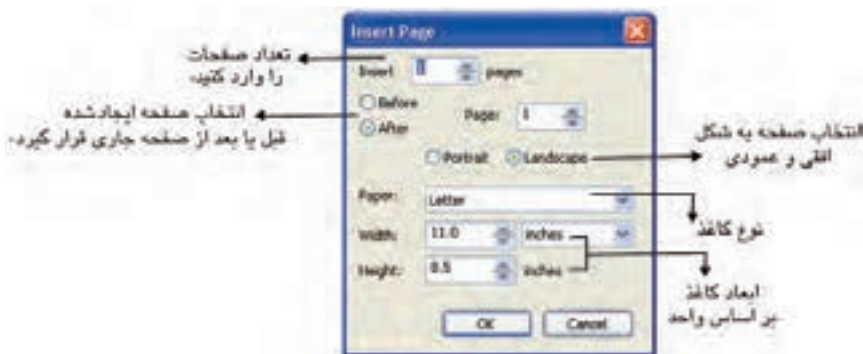 Insert Page
تعداد صفحات
را وارد کنید.
Insert 1 pages
انتخاب صفحه ایجادشده
قبل یا بعد از صفحه جاری قرار گیرد.
Before
After
Page: 1
انتخاب صفحه به شکل
افقی و عمودی
Portrait Landscape
Paper: Letter
نوع کاغذ
Width: 11.0 inches
Height: 8.5 inches
ابعاد کاغذ
بر اساس واحد
OK Cancel